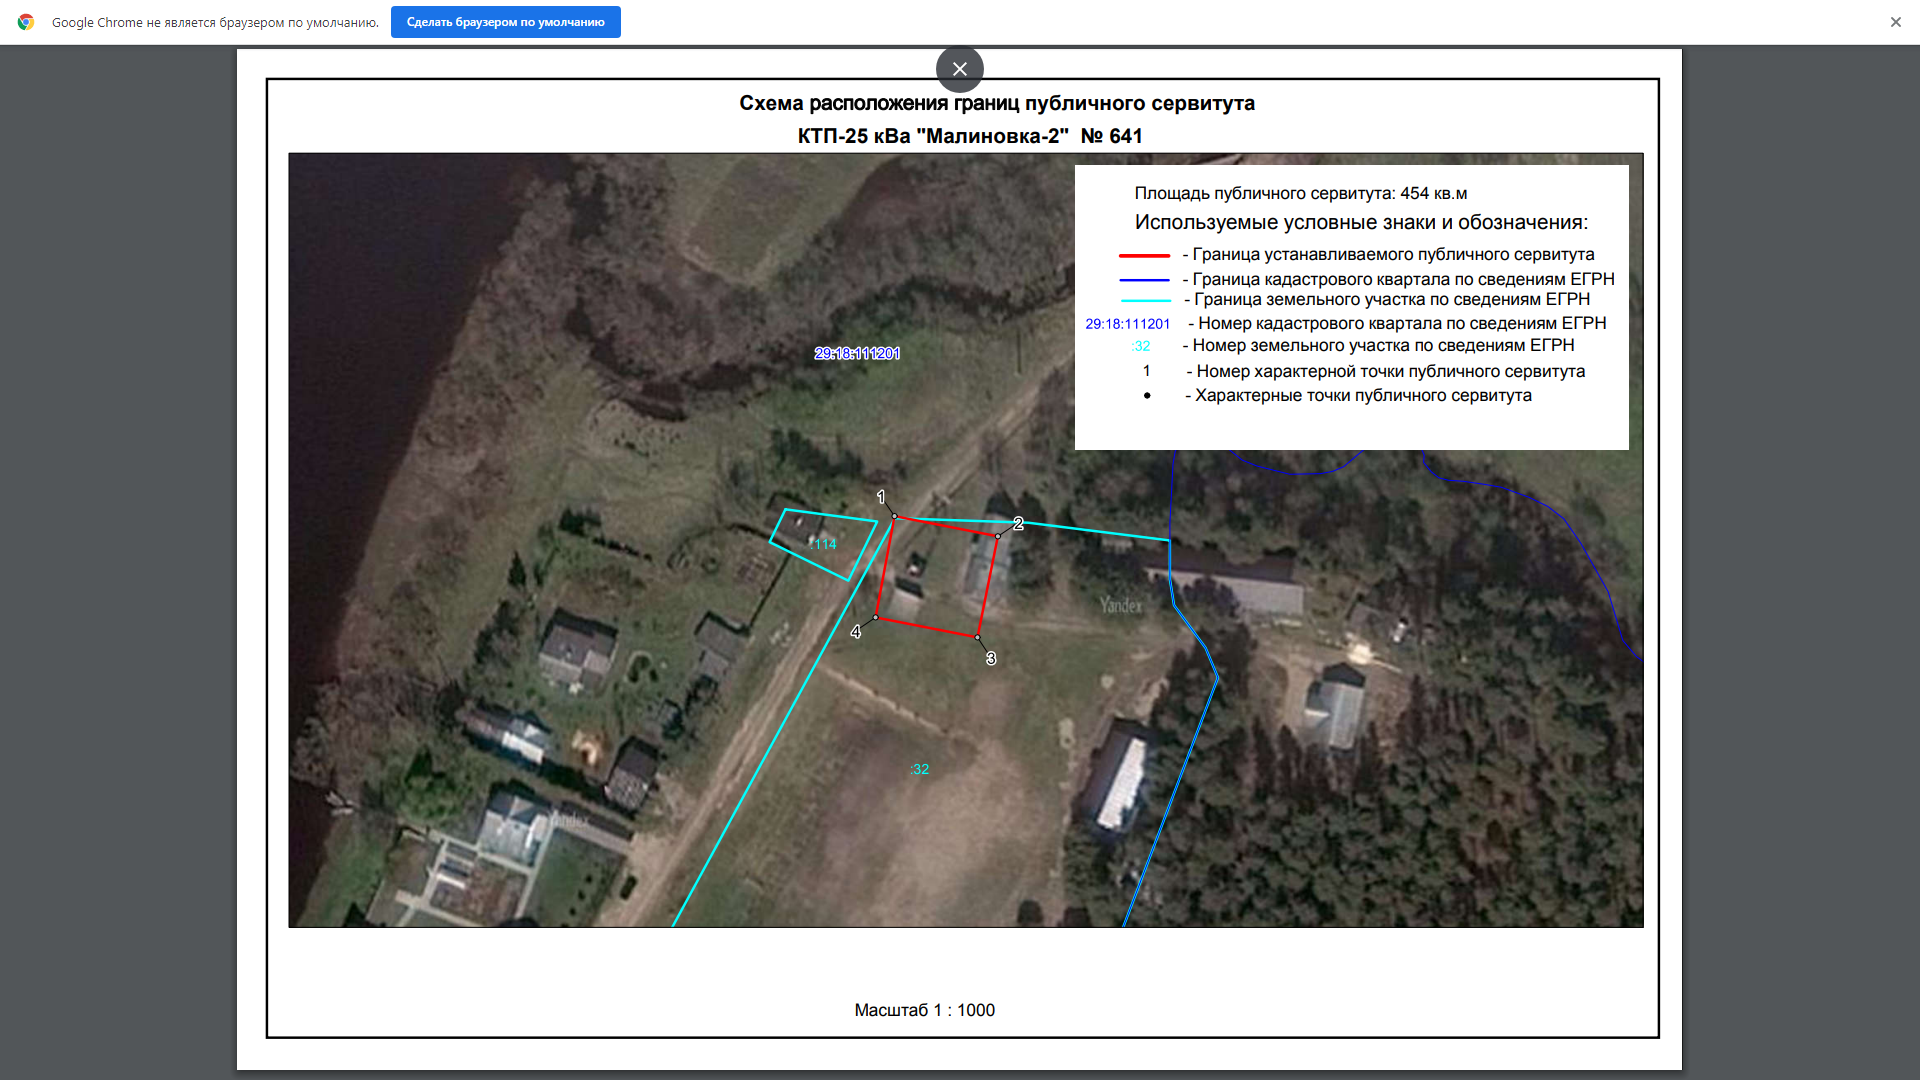 Google Chrome не является браузером по умолчанию.
Сделать браузером по умолчанию
Схема расположения границ публичного сервитута
КТП-25 кВа "Малиновка-2" № 641
Площадь публичного сервитута: 454 кв.м
Используемые условные знаки и обозначения:
- Граница устанавливаемого публичного сервитута
- Граница кадастрового квартала по сведениям ЕГРН
- Граница земельного участка по сведениям ЕГРН
29:18:111201 - Номер кадастрового квартала по сведениям ЕГРН
:32 - Номер земельного участка по сведениям ЕГРН
1 - Номер характерной точки публичного сервитута
- Характерные точки публичного сервитута
29:18:111201
1
2
:114
Yandex
4
3
:32
Yandex
Масштаб 1 : 1000